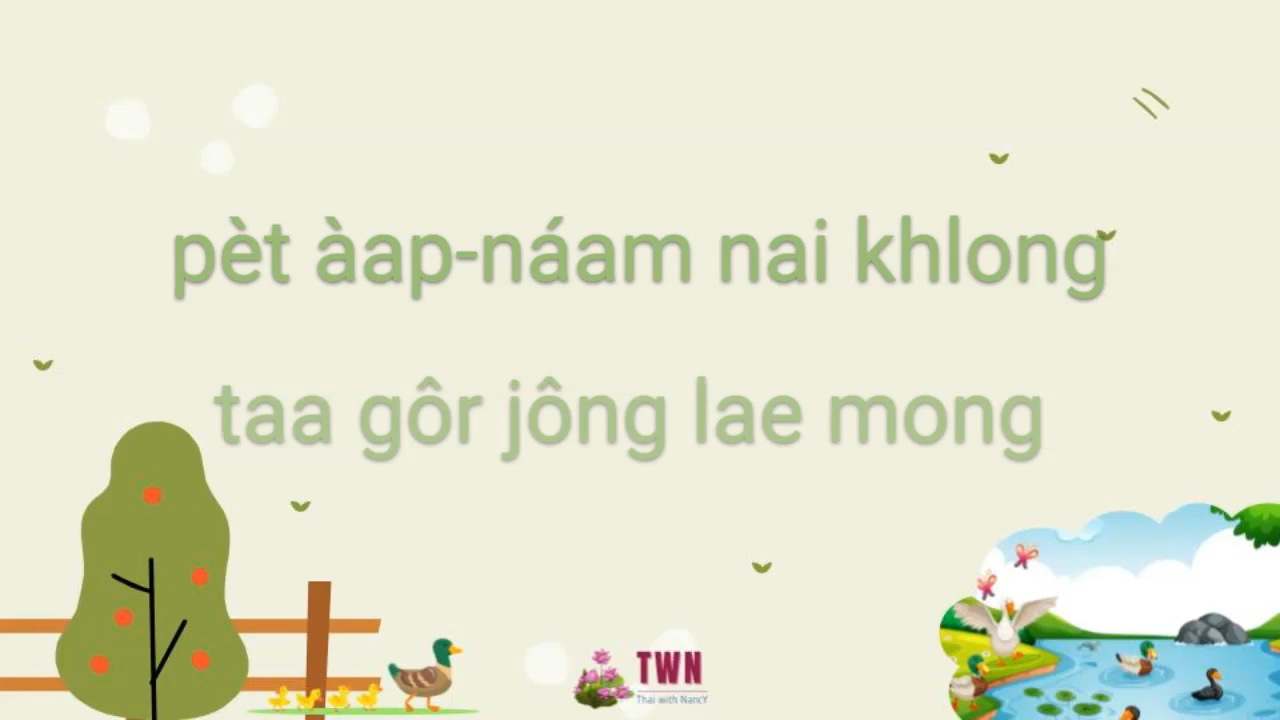 pèt àap-náam nai khlong
taa gôr jông lae mong
TWN
Thai with NancY